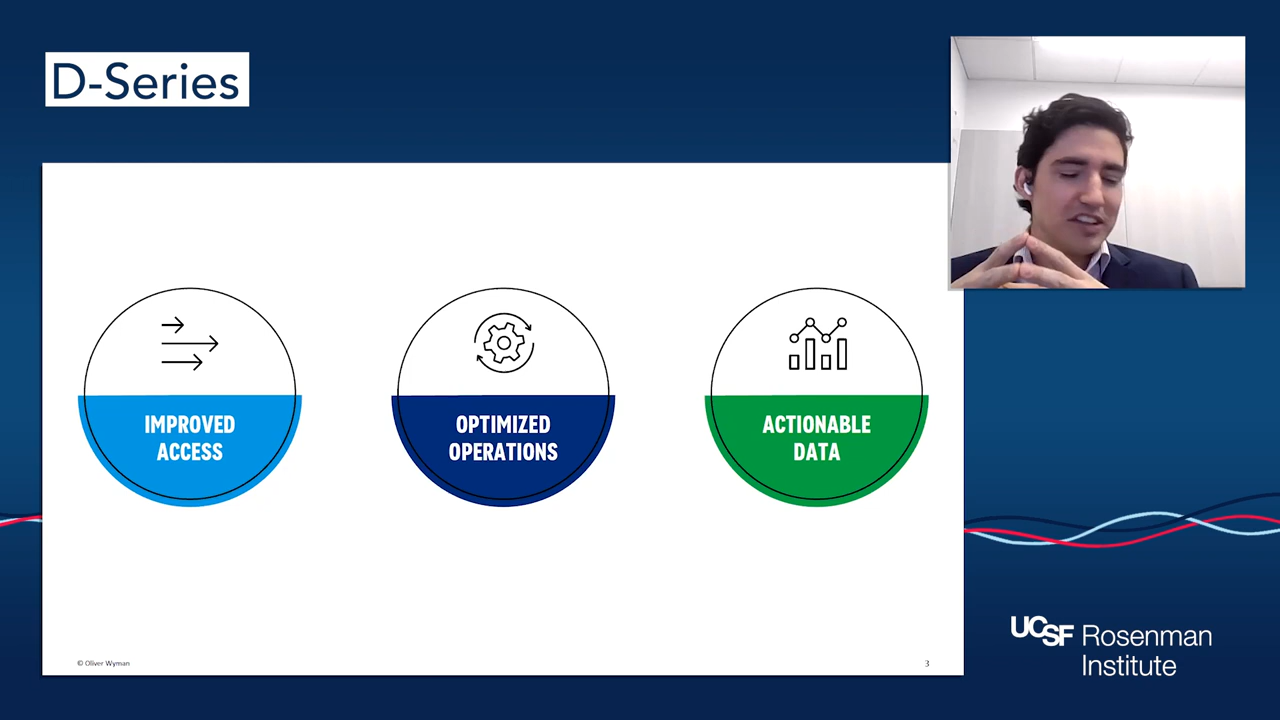 D-Series
IMPROVED
ACCESS
OPTIMIZED
OPERATIONS
ACTIONABLE
DATA
© Oliver Wyman
3
UCSF Rosenman
Institute